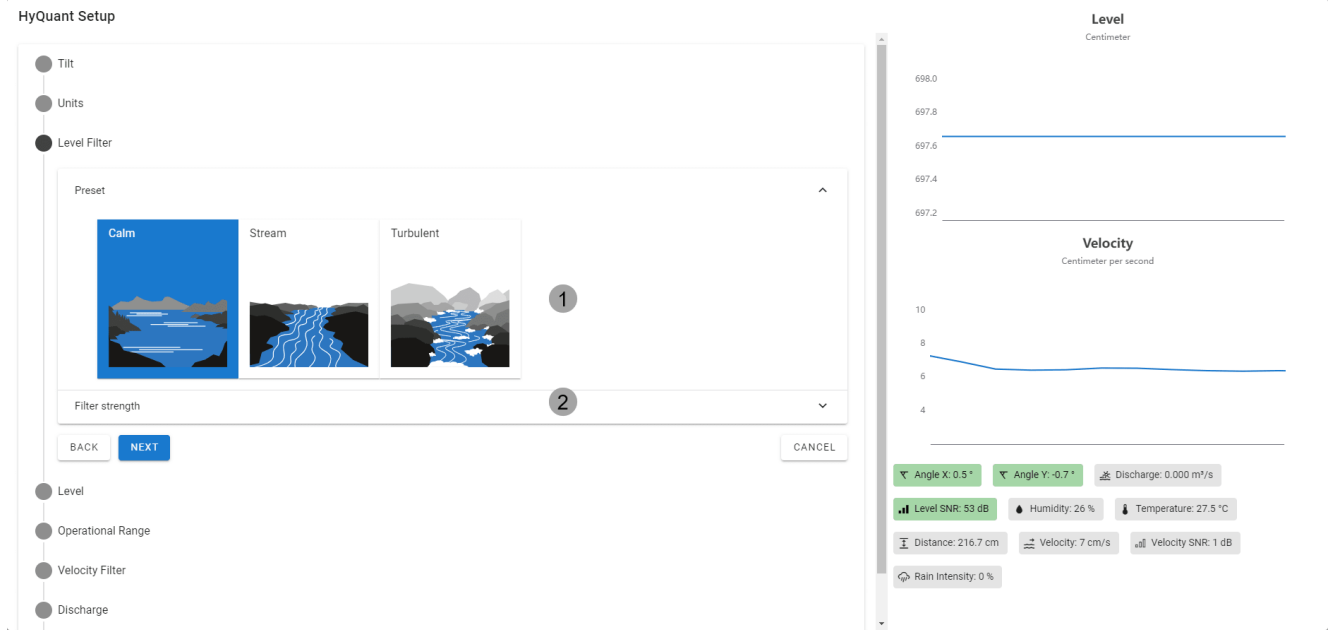 HyQuant Setup
Tilt
Units
Level Filter
Preset
Calm
Stream
Turbulent
1
Filter strength
2
BACK
NEXT
CANCEL
Level
Operational Range
Velocity Filter
Discharge
Level
Centimeter
698.0
697.8
697.6
697.4
697.2
Velocity
Centimeter per second
10
8
6
4
Angle X: 0.5 °
Angle Y: -0.7 °
Discharge: 0.000 m³/s
Level SNR: 53 dB
Humidity: 26 %
Temperature: 27.5 °C
Distance: 216.7 cm
Velocity: 7 cm/s
Velocity SNR: 1 dB
Rain Intensity: 0 %